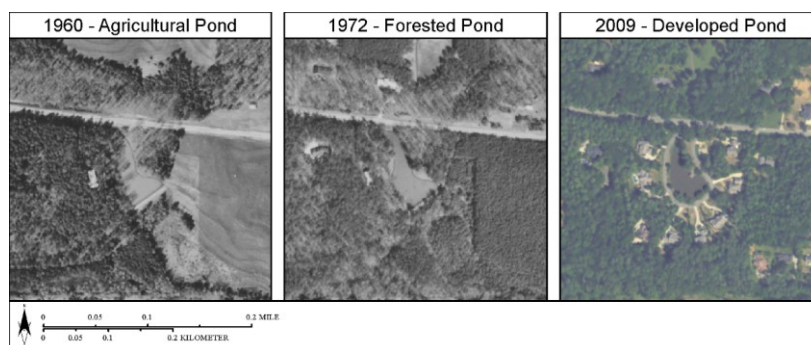 1960 - Agricultural Pond
1972 - Forested Pond
2009 - Developed Pond
0 0.05 0.1 0.2 MILE
0 0.05 0.1 0.2 KILOMETER